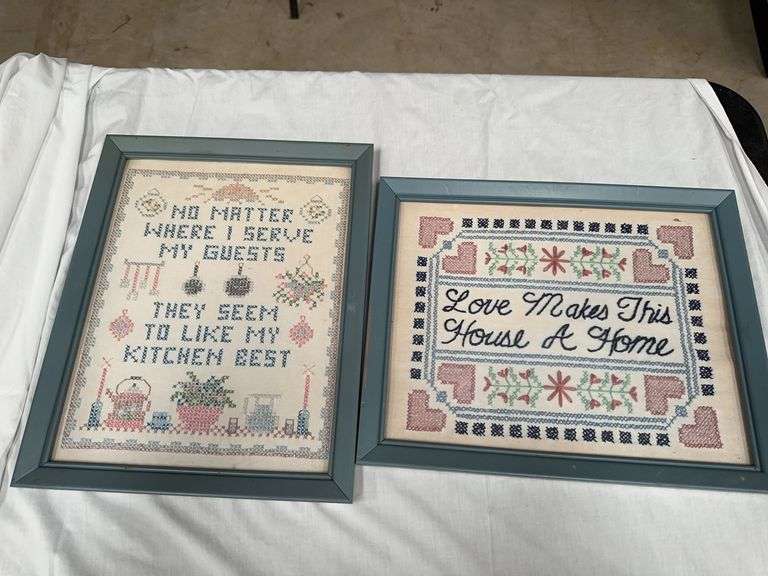 NO MATTER
WHERE I SERVE
MY GUESTS
THEY SEEM
TO LIKE MY
KITCHEN BEST
Love Makes This
House A Home